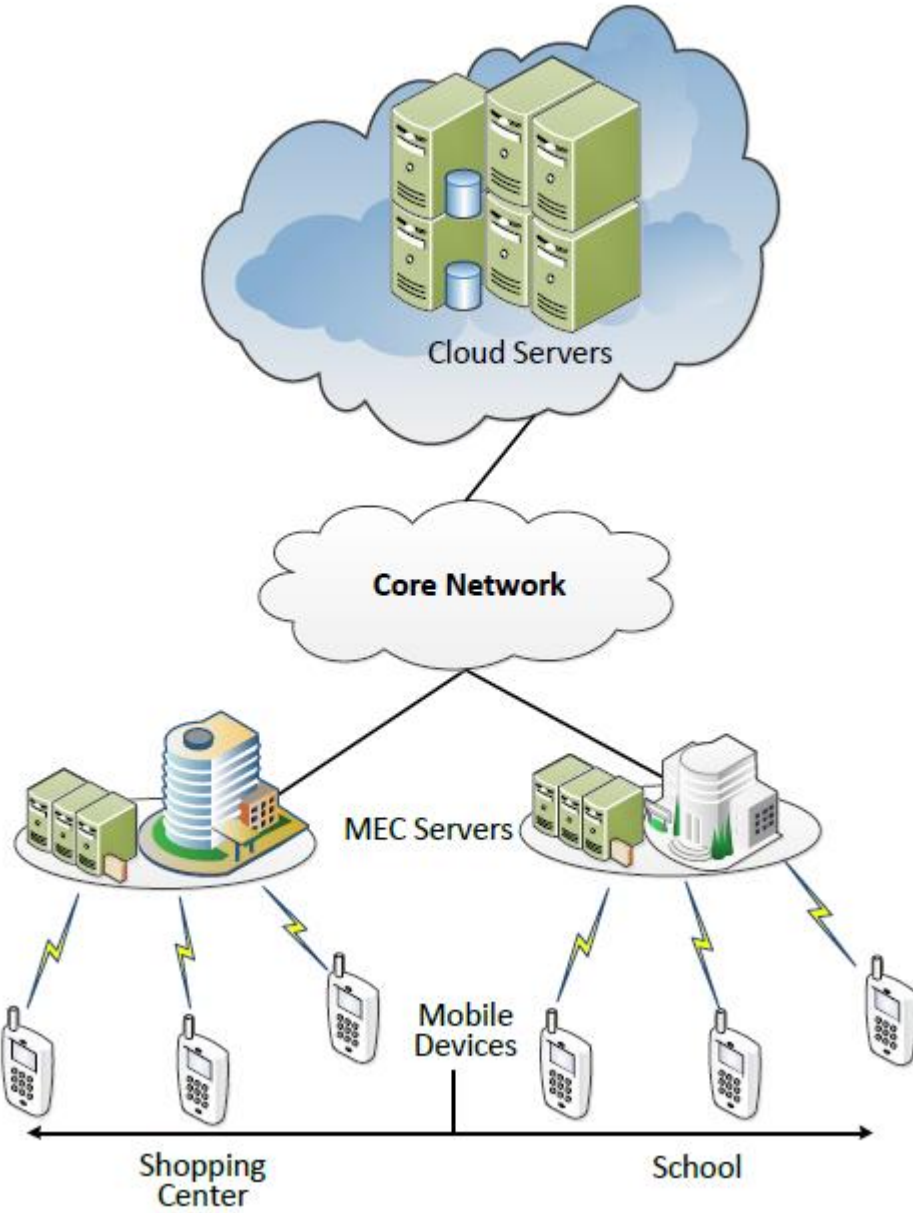 Cloud Servers
Core Network
MEC Servers
Mobile
Devices
Shopping
Center
School